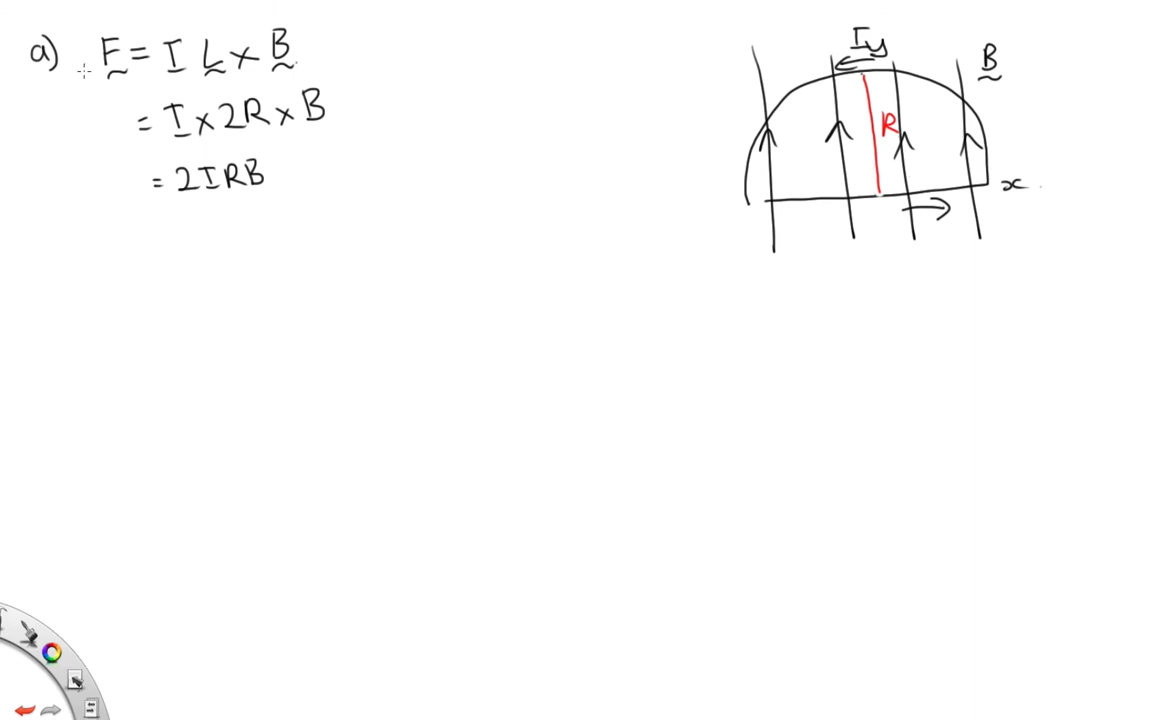 a) F = I L × B
= I × 2R × B
= 2IRB
I y
B
R
x